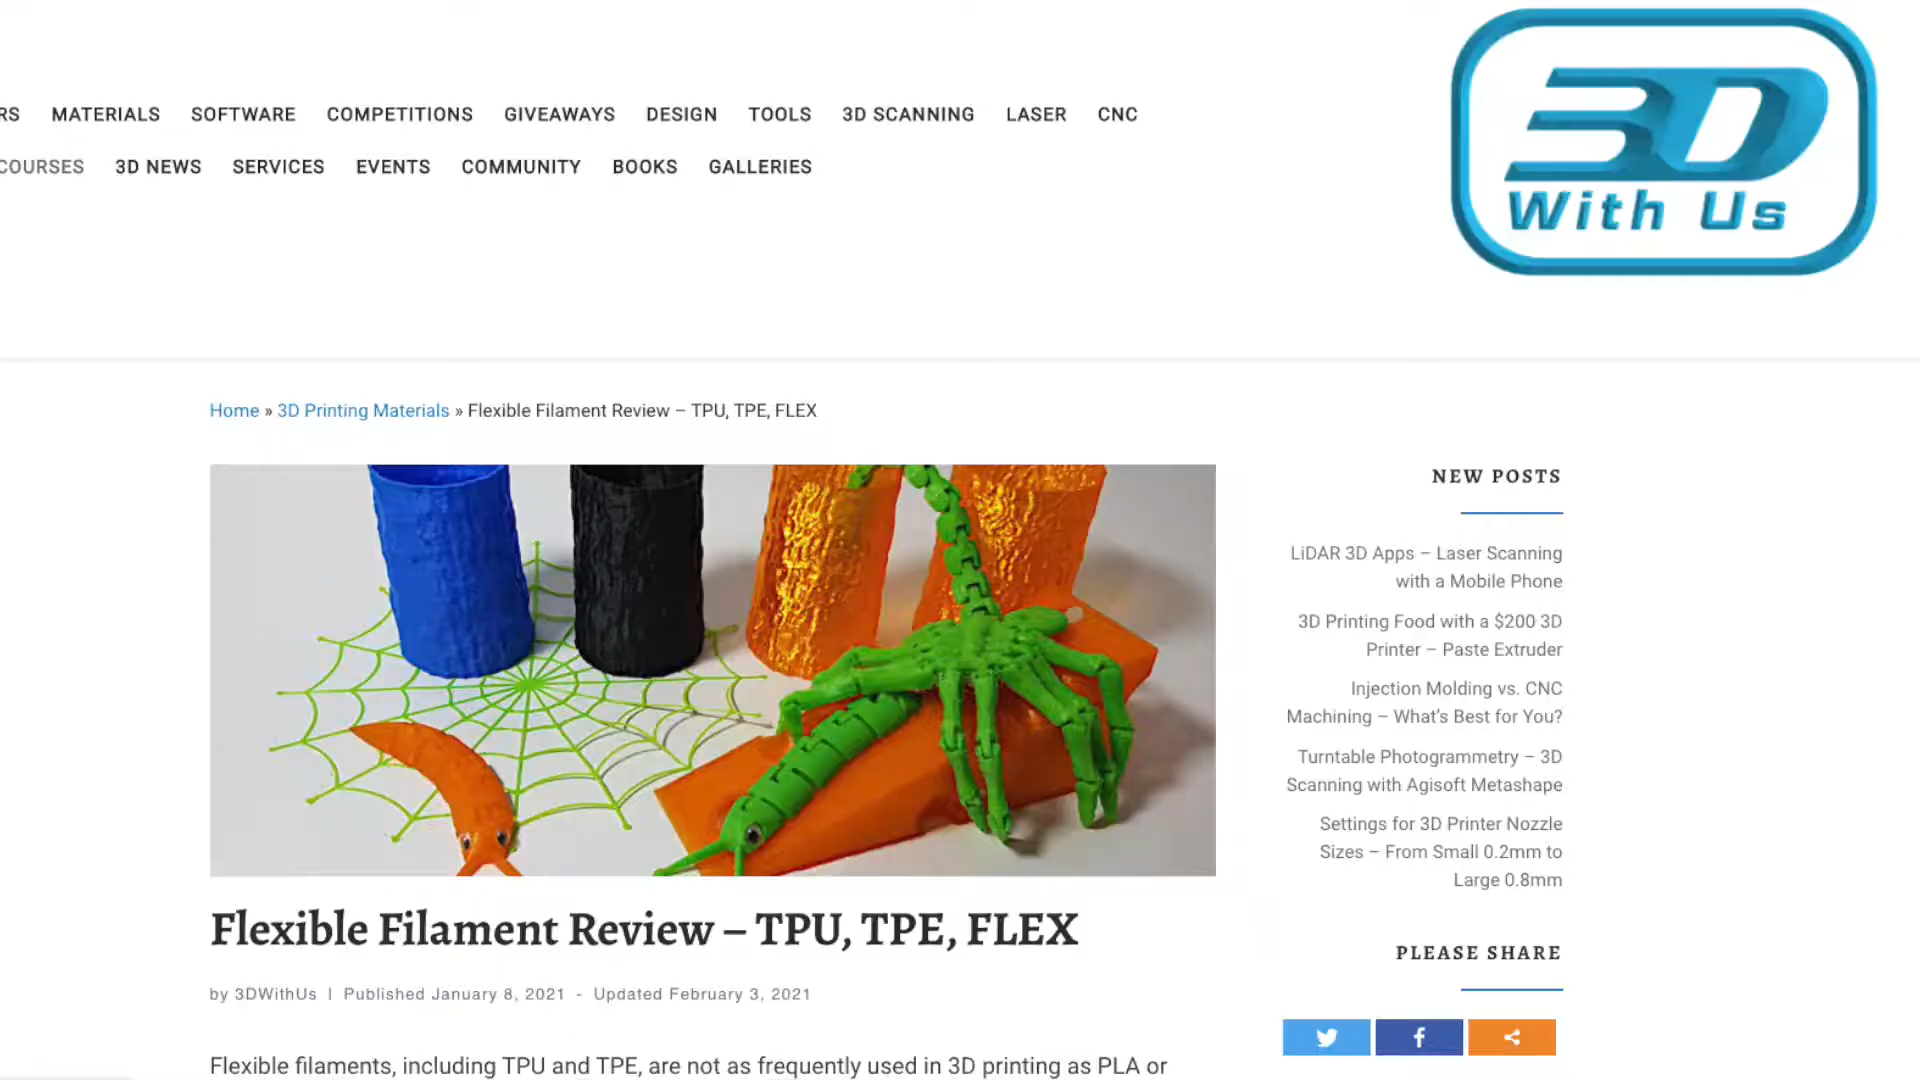 RS MATERIALS SOFTWARE COMPETITIONS GIVEAWAYS DESIGN TOOLS 3D SCANNING LASER CNC
COURSES 3D NEWS SERVICES EVENTS COMMUNITY BOOKS GALLERIES
3D
With Us
Home » 3D Printing Materials » Flexible Filament Review – TPU, TPE, FLEX
Flexible Filament Review – TPU, TPE, FLEX
by 3DWithUs | Published January 8, 2021 - Updated February 3, 2021
Flexible filaments, including TPU and TPE, are not as frequently used in 3D printing as PLA or
NEW POSTS
LiDAR 3D Apps – Laser Scanning
with a Mobile Phone
3D Printing Food with a $200 3D
Printer – Paste Extruder
Injection Molding vs. CNC
Machining – What's Best for You?
Turntable Photogrammetry – 3D
Scanning with Agisoft Metashape
Settings for 3D Printer Nozzle
Sizes – From Small 0.2mm to
Large 0.8mm
PLEASE SHARE